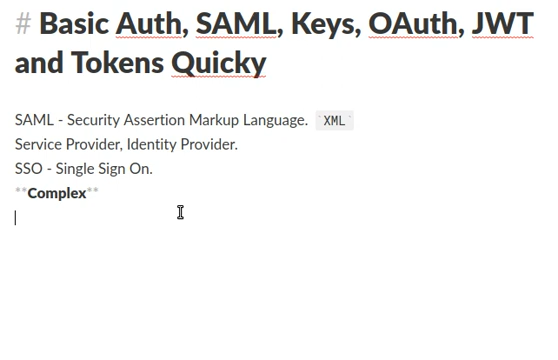 # Basic Auth, SAML, Keys, OAuth, JWT
and Tokens Quicky
SAML - Security Assertion Markup Language. `XML`
Service Provider, Identity Provider.
SSO - Single Sign On.
**Complex**